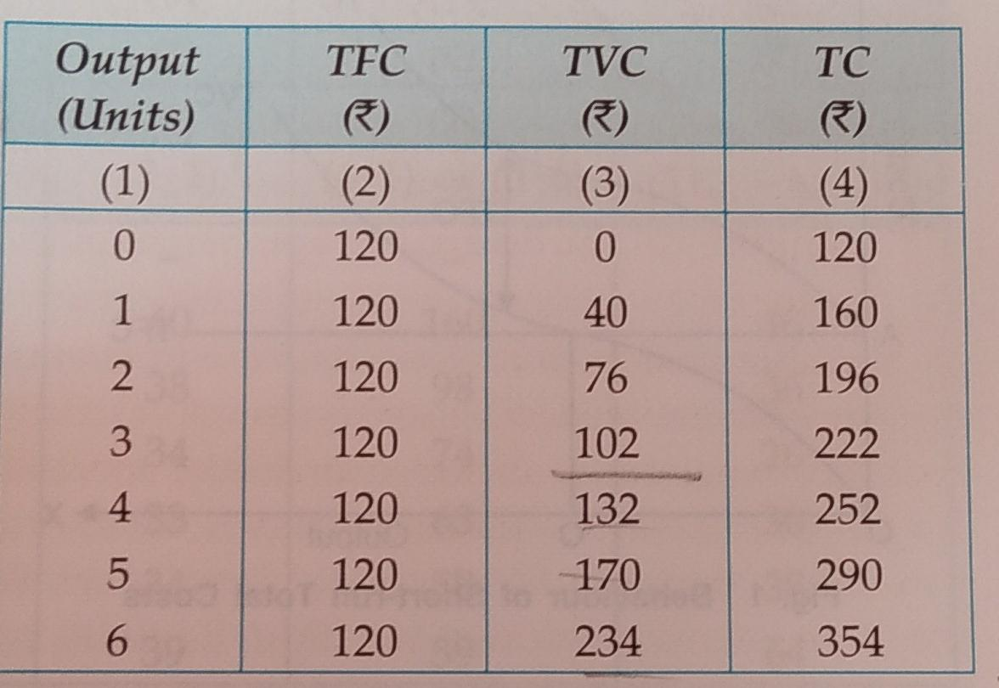 Output TFC TVC TC
(Units) (₹) (₹) (₹)
(1) (2) (3) (4)
0 120 0 120
1 120 40 160
2 120 76 196
3 120 102 222
4 120 132 252
5 120 170 290
6 120 234 354